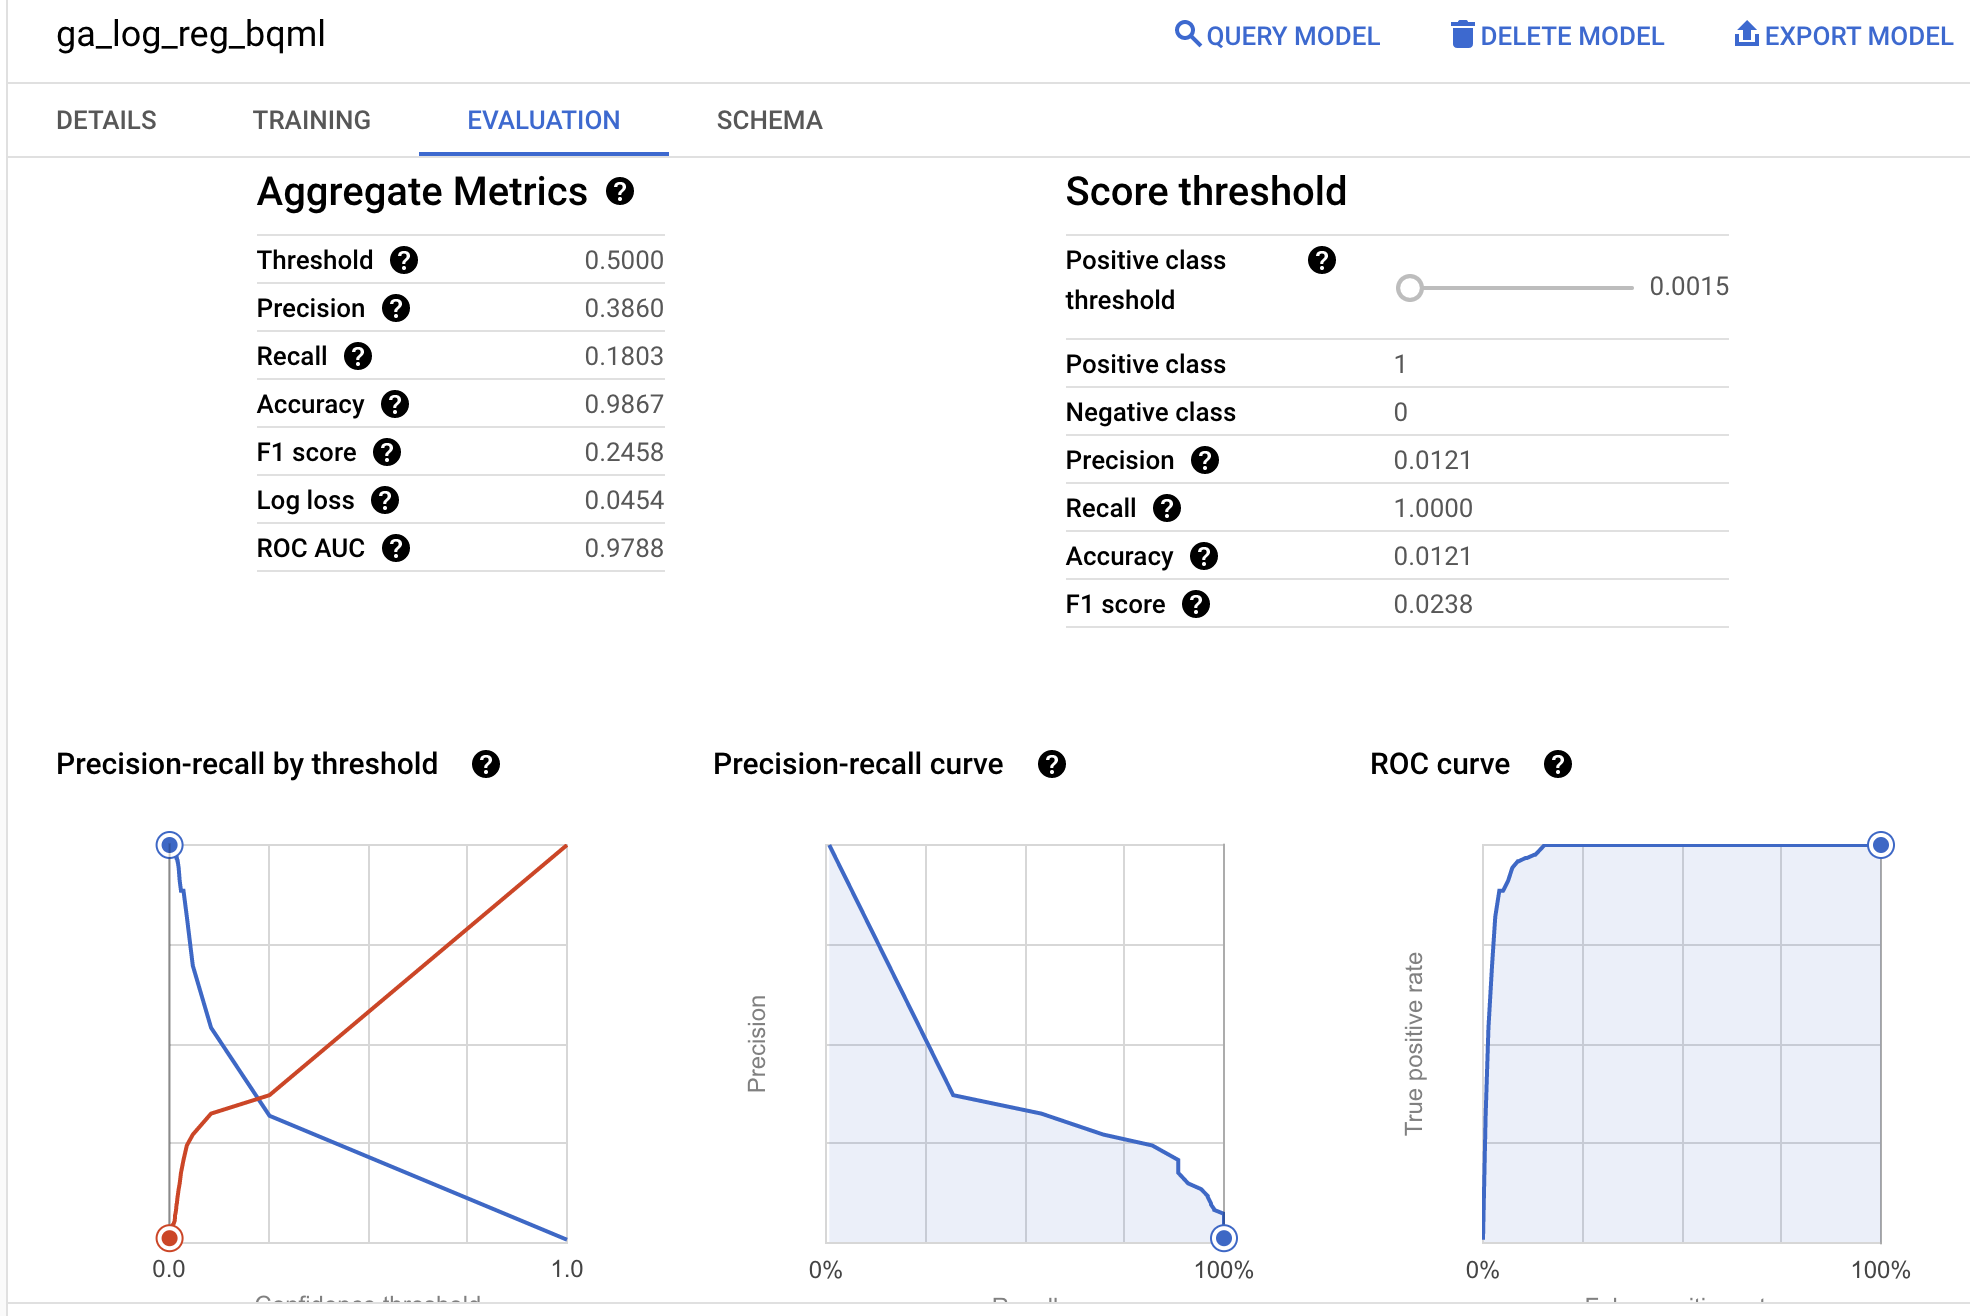 ga_log_reg_bqml
QUERY MODEL
DELETE MODEL
EXPORT MODEL
DETAILS
TRAINING
EVALUATION
SCHEMA
Aggregate Metrics
Threshold 0.5000
Precision 0.3860
Recall 0.1803
Accuracy 0.9867
F1 score 0.2458
Log loss 0.0454
ROC AUC 0.9788
Score threshold
Positive class
threshold
0.0015
Positive class 1
Negative class 0
Precision 0.0121
Recall 1.0000
Accuracy 0.0121
F1 score 0.0238
Precision-recall by threshold
0.0 1.0
Confidence threshold
Precision-recall curve
Precision
0% 100%
Recall
ROC curve
True positive rate
0% 100%